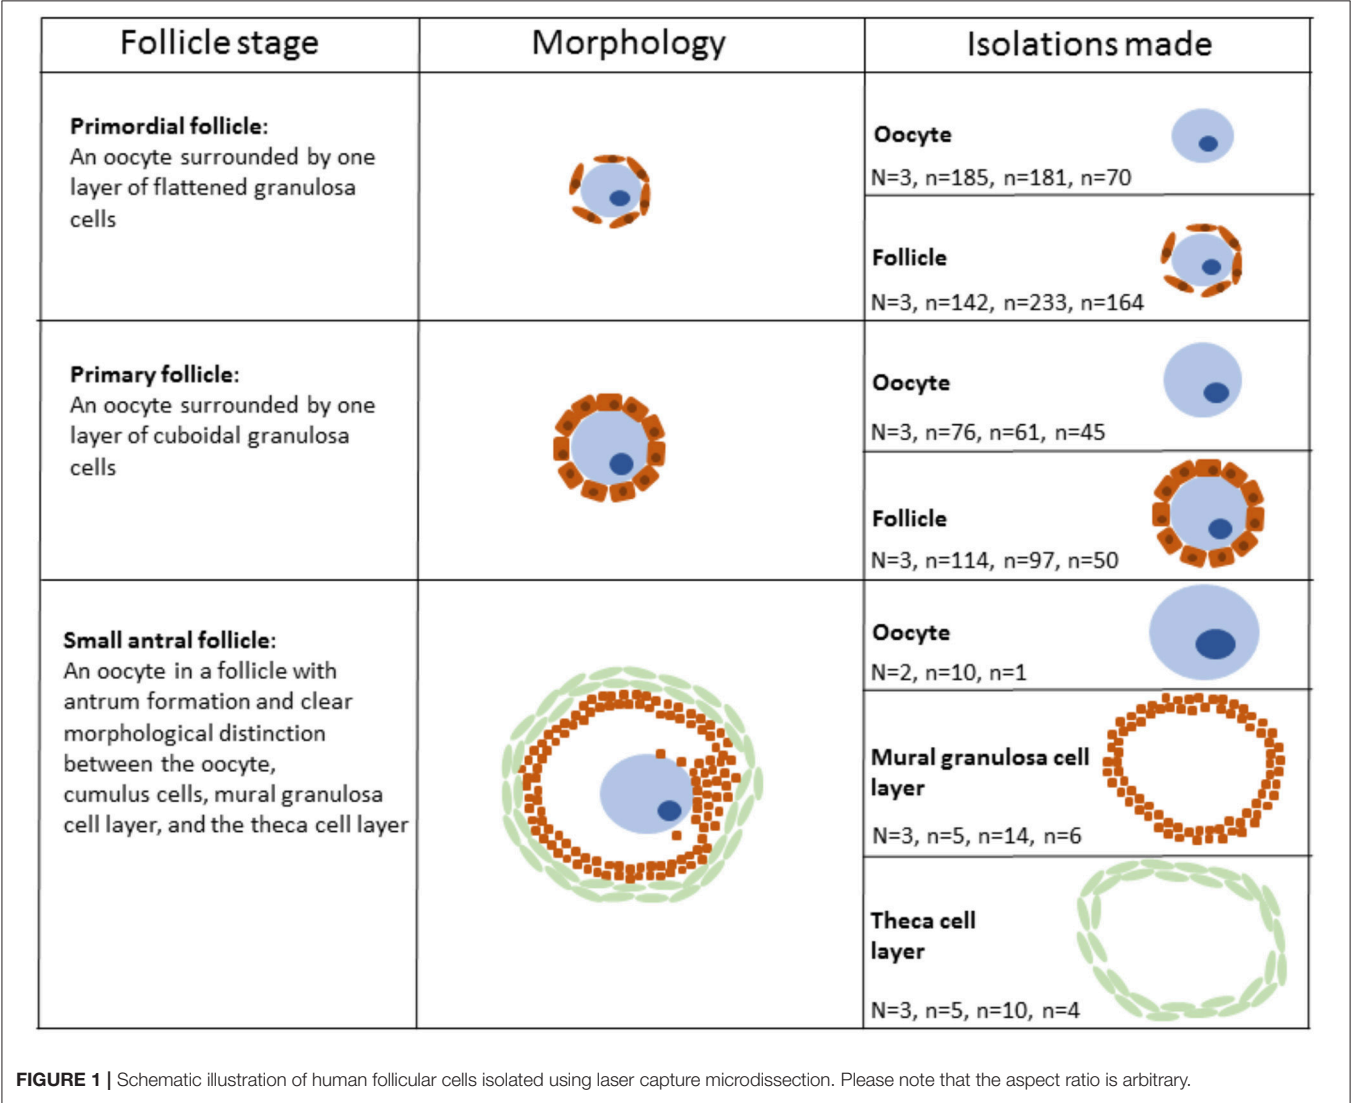 Follicle stage
Morphology
Isolations made
Primordial follicle:
An oocyte surrounded by one
layer of flattened granulosa
cells
Oocyte
N=3, n=185, n=181, n=70
Follicle
N=3, n=142, n=233, n=164
Primary follicle:
An oocyte surrounded by one
layer of cuboidal granulosa
cells
Oocyte
N=3, n=76, n=61, n=45
Follicle
N=3, n=114, n=97, n=50
Small antral follicle:
An oocyte in a follicle with
antrum formation and clear
morphological distinction
between the oocyte,
cumulus cells, mural granulosa
cell layer, and the theca cell layer
Oocyte
N=2, n=10, n=1
Mural granulosa cell
layer
N=3, n=5, n=14, n=6
Theca cell
layer
N=3, n=5, n=10, n=4
FIGURE 1 | Schematic illustration of human follicular cells isolated using laser capture microdissection. Please note that the aspect ratio is arbitrary.